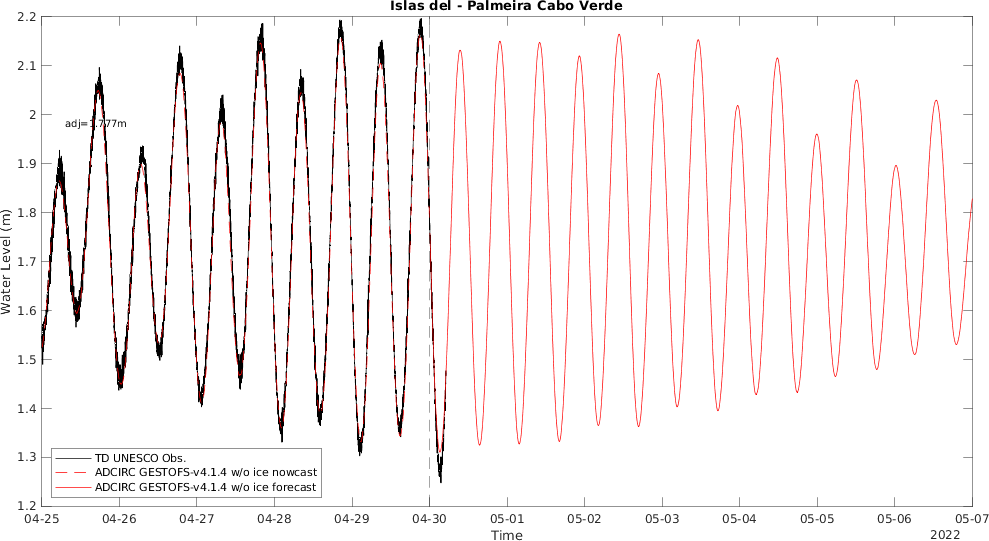 Islas del - Palmeira Cabo Verde
2.2
2.1
2
1.9
1.8
1.7
1.6
1.5
1.4
1.3
1.2
Water Level (m)
adj=1.777m
TD UNESCO Obs.
ADCIRC GESTOFS-v4.1.4 w/o ice nowcast
ADCIRC GESTOFS-v4.1.4 w/o ice forecast
04-25 04-26 04-27 04-28 04-29 04-30 05-01 05-02 05-03 05-04 05-05 05-06 05-07
Time
2022